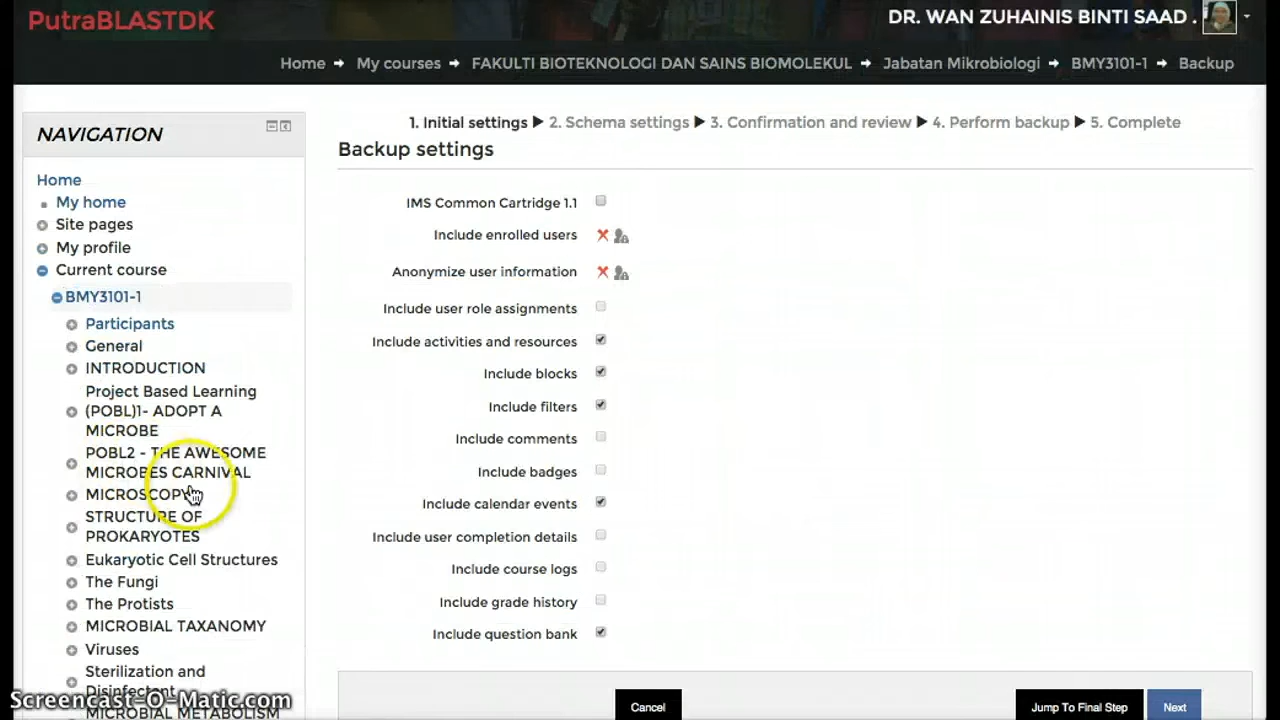 PutraBLASTDK
DR. WAN ZUHAINIS BINTI SAAD .
Home My courses FAKULTI BIOTEKNOLOGI DAN SAINS BIOMOLEKUL Jabatan Mikrobiologi BMY3101-1 Backup
NAVIGATION
Home
My home
Site pages
My profile
Current course
BMY3101-1
Participants
General
INTRODUCTION
Project Based Learning
(POBL)1- ADOPT A
MICROBE
POBL2 - THE AWESOME
MICROBES CARNIVAL
MICROSCOPY
STRUCTURE OF
PROKARYOTES
Eukaryotic Cell Structures
The Fungi
The Protists
MICROBIAL TAXANOMY
Viruses
Sterilization and
Disinfectant
MICROBIAL METABOLISM
1. Initial settings 2. Schema settings 3. Confirmation and review 4. Perform backup 5. Complete
Backup settings
IMS Common Cartridge 1.1
Include enrolled users
Anonymize user information
Include user role assignments
Include activities and resources
Include blocks
Include filters
Include comments
Include badges
Include calendar events
Include user completion details
Include course logs
Include grade history
Include question bank
Cancel Jump To Final Step Next
Screencast-O-Matic.com